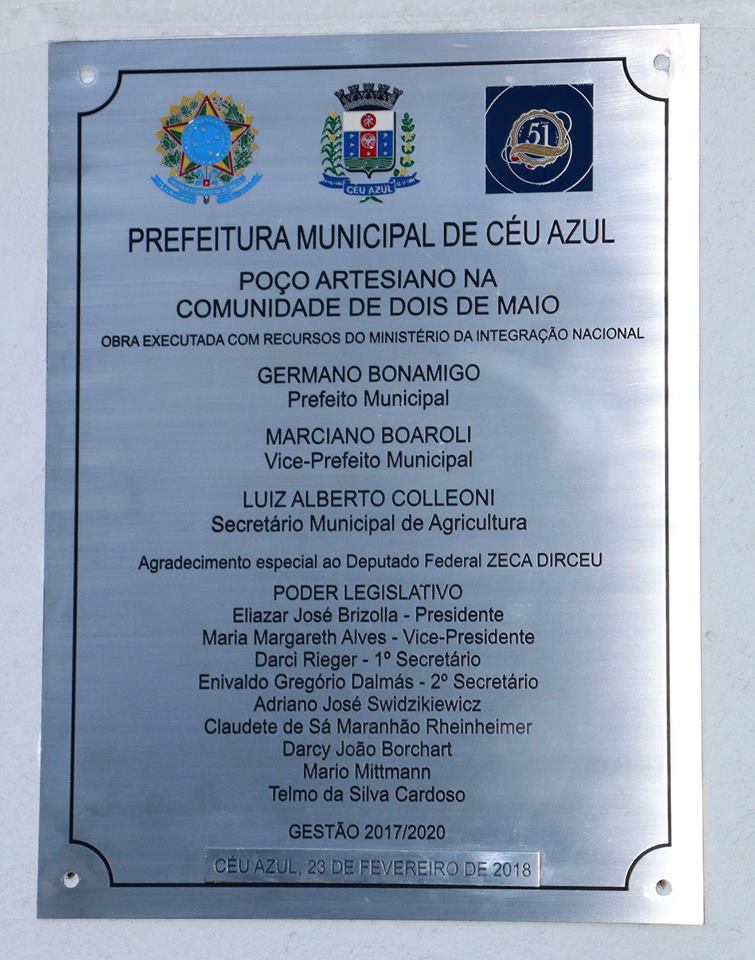 CÉU AZUL
51
PREFEITURA MUNICIPAL DE CÉU AZUL
POÇO ARTESIANO NA
COMUNIDADE DE DOIS DE MAIO
OBRA EXECUTADA COM RECURSOS DO MINISTÉRIO DA INTEGRAÇÃO NACIONAL
GERMANO BONAMIGO
Prefeito Municipal
MARCIANO BOAROLI
Vice-Prefeito Municipal
LUIZ ALBERTO COLLEONI
Secretário Municipal de Agricultura
Agradecimento especial ao Deputado Federal ZECA DIRCEU
PODER LEGISLATIVO
Eliazar José Brizolla - Presidente
Maria Margareth Alves - Vice-Presidente
Darci Rieger - 1º Secretário
Enivaldo Gregório Dalmás - 2º Secretário
Adriano José Swidzikiewicz
Claudete de Sá Maranhão Rheinheimer
Darcy João Borchart
Mario Mittmann
Telmo da Silva Cardoso
GESTÃO 2017/2020
CÉU AZUL, 23 DE FEVEREIRO DE 2018